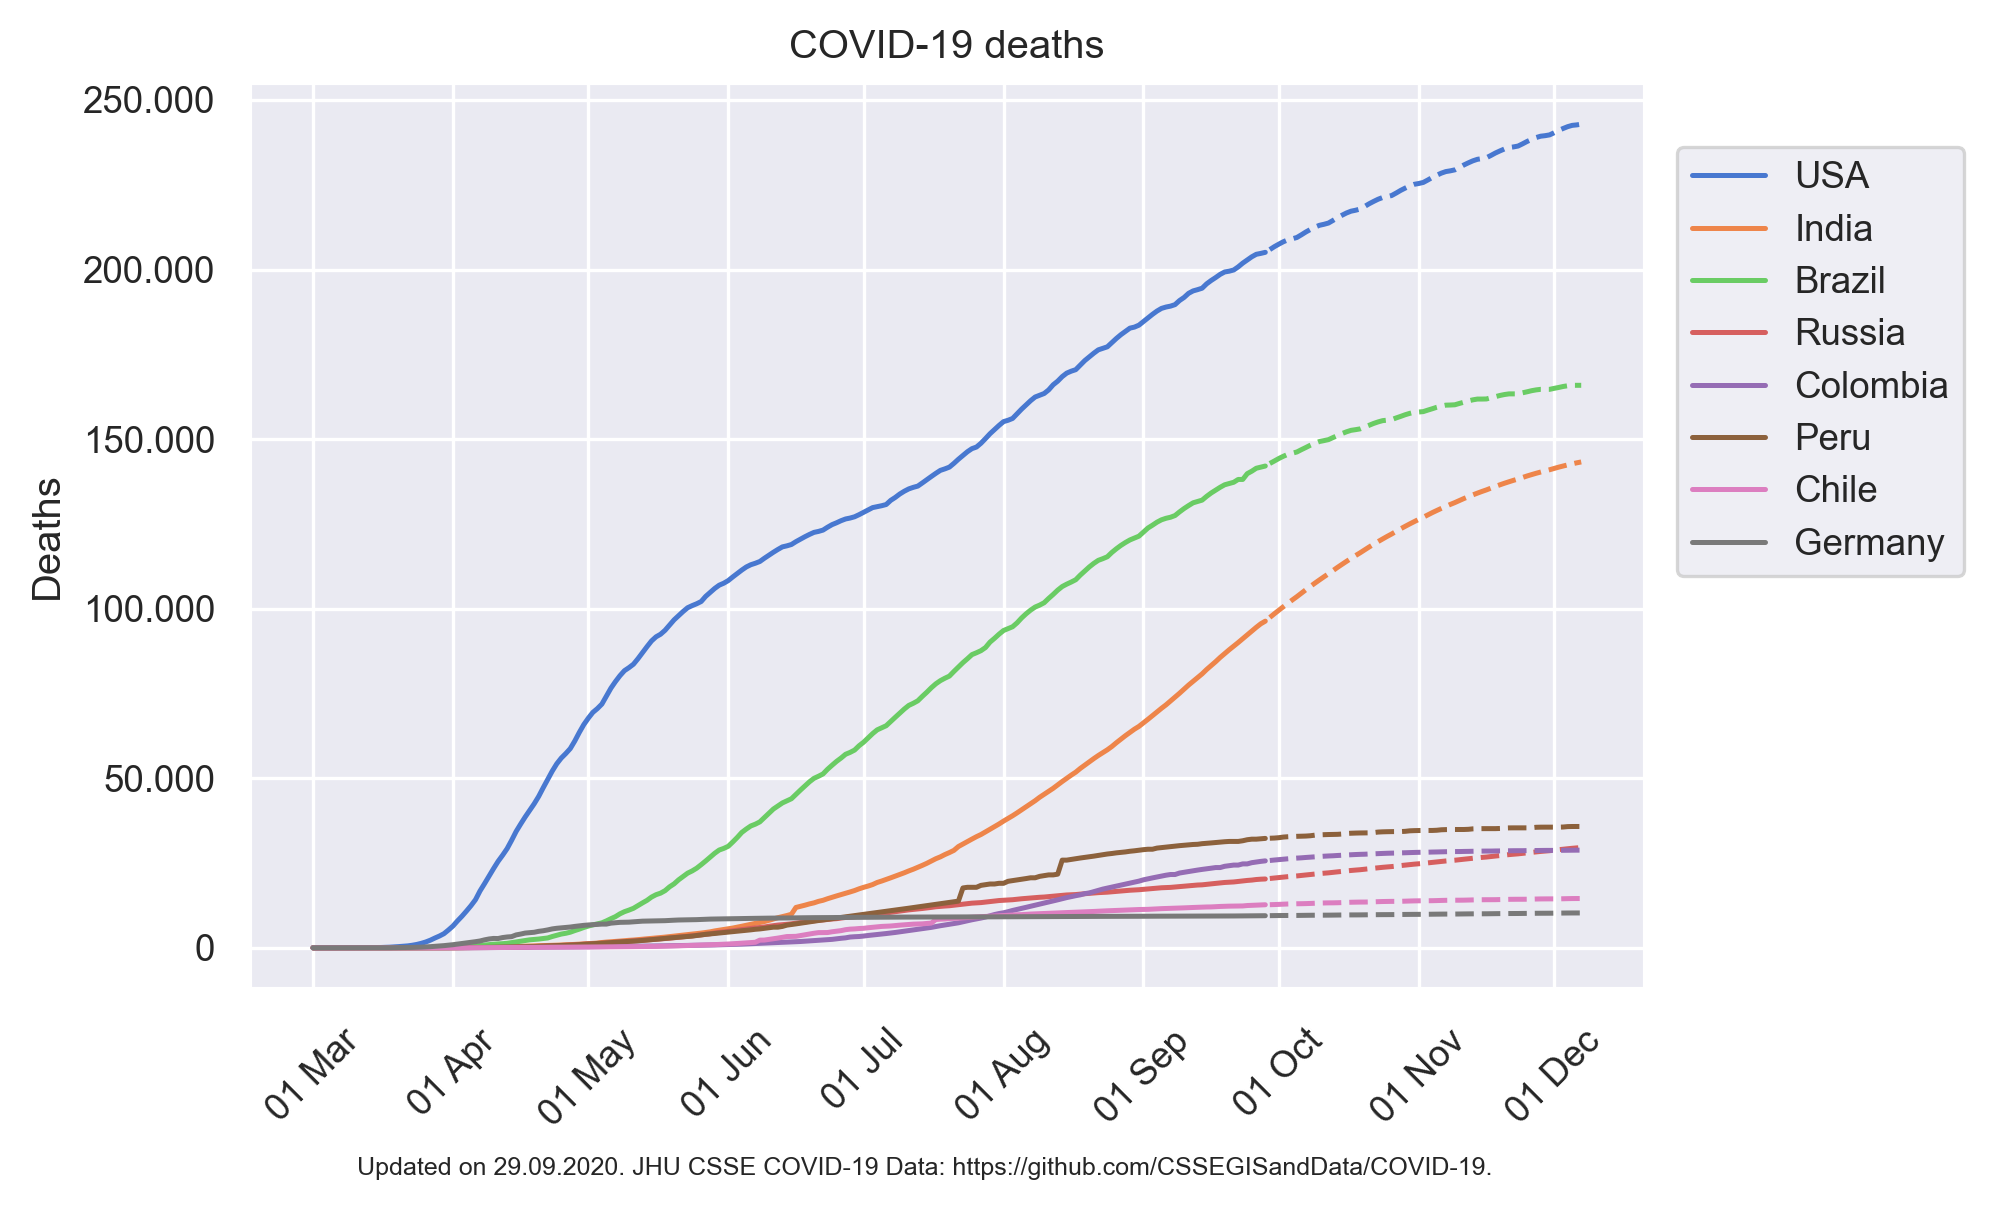 COVID-19 deaths
250.000
200.000
150.000
100.000
50.000
0
Deaths
01 Mar
01 Apr
01 May
01 Jun
01 Jul
01 Aug
01 Sep
01 Oct
01 Nov
01 Dec
USA
India
Brazil
Russia
Colombia
Peru
Chile
Germany
Updated on 29.09.2020. JHU CSSE COVID-19 Data: https://github.com/CSSEGISandData/COVID-19.